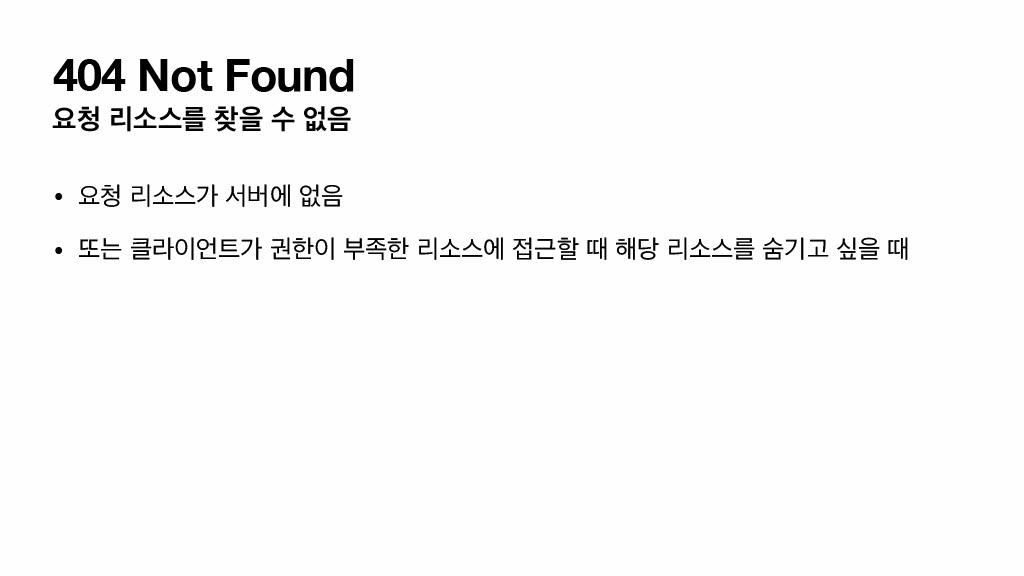 404 Not Found
요청 리소스를 찾을 수 없음
• 요청 리소스가 서버에 없음
• 또는 클라이언트가 권한이 부족한 리소스에 접근할 때 해당 리소스를 숨기고 싶을 때